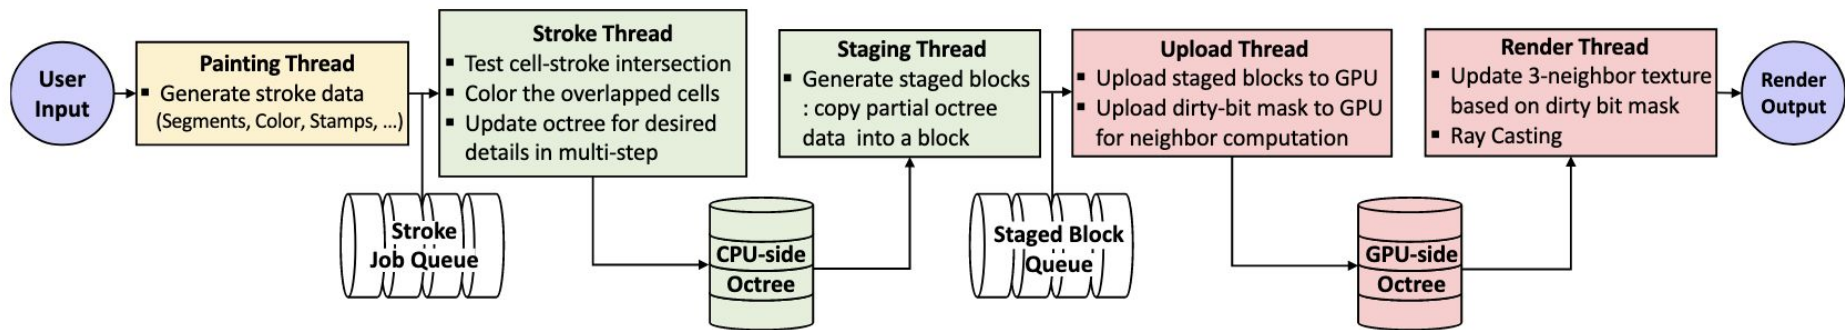 User
Input
Painting Thread
▪ Generate stroke data
(Segments, Color, Stamps, ...)
Stroke Thread
▪ Test cell-stroke intersection
▪ Color the overlapped cells
▪ Update octree for desired
details in multi-step
Staging Thread
▪ Generate staged blocks
: copy partial octree
data into a block
Upload Thread
▪ Upload staged blocks to GPU
▪ Upload dirty-bit mask to GPU
for neighbor computation
Render Thread
▪ Update 3-neighbor texture
based on dirty bit mask
▪ Ray Casting
Render
Output
Stroke
Job Queue
CPU-side
Octree
Staged Block
Queue
GPU-side
Octree